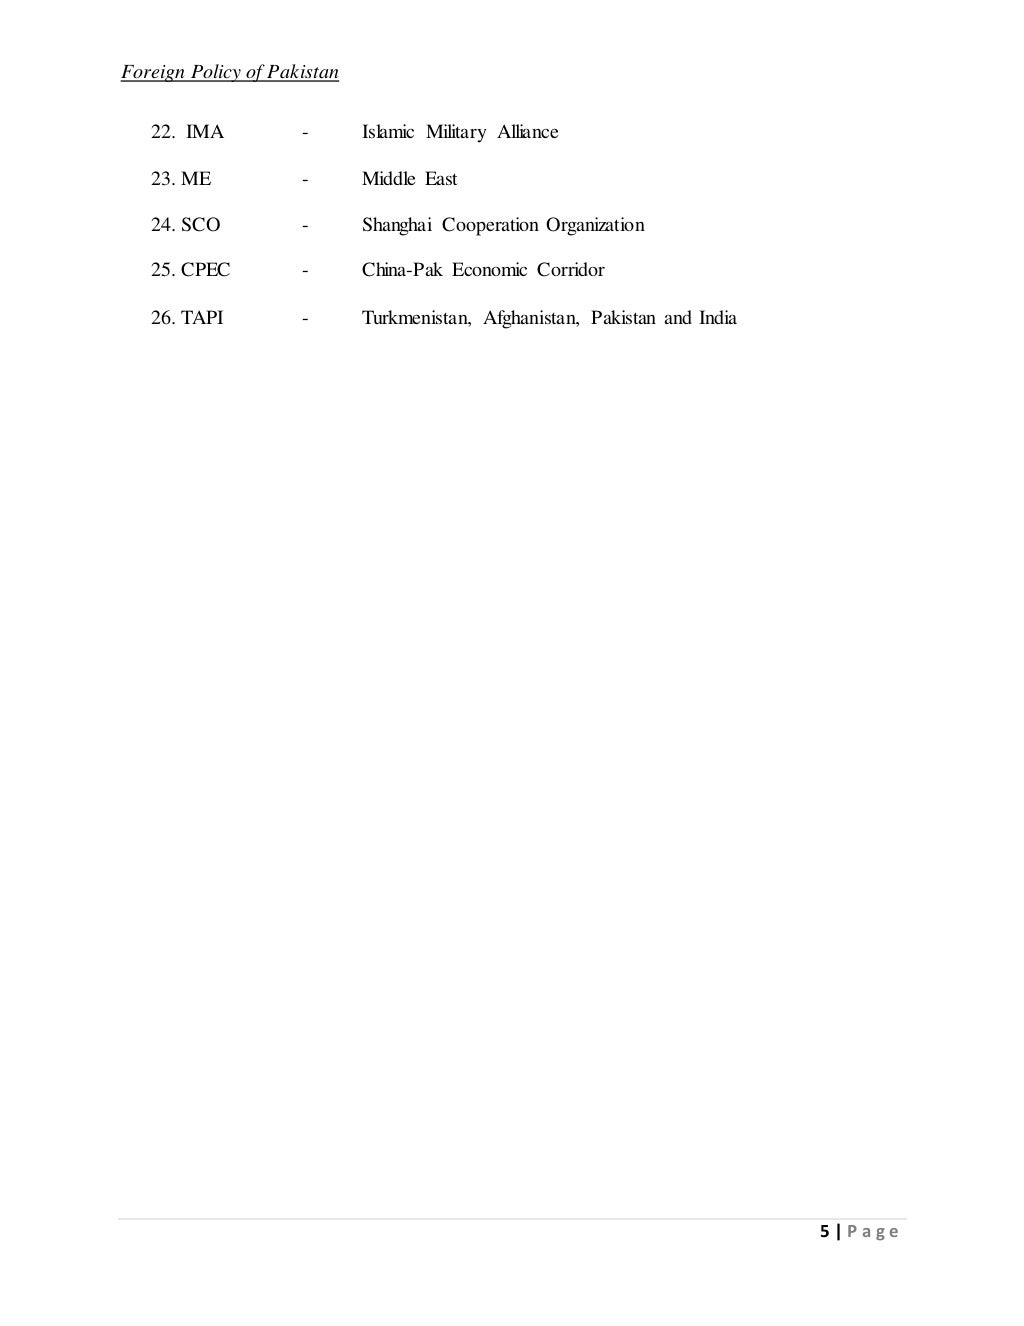 Foreign Policy of Pakistan
22. IMA - Islamic Military Alliance
23. ME - Middle East
24. SCO - Shanghai Cooperation Organization
25. CPEC - China-Pak Economic Corridor
26. TAPI - Turkmenistan, Afghanistan, Pakistan and India
5 | Page